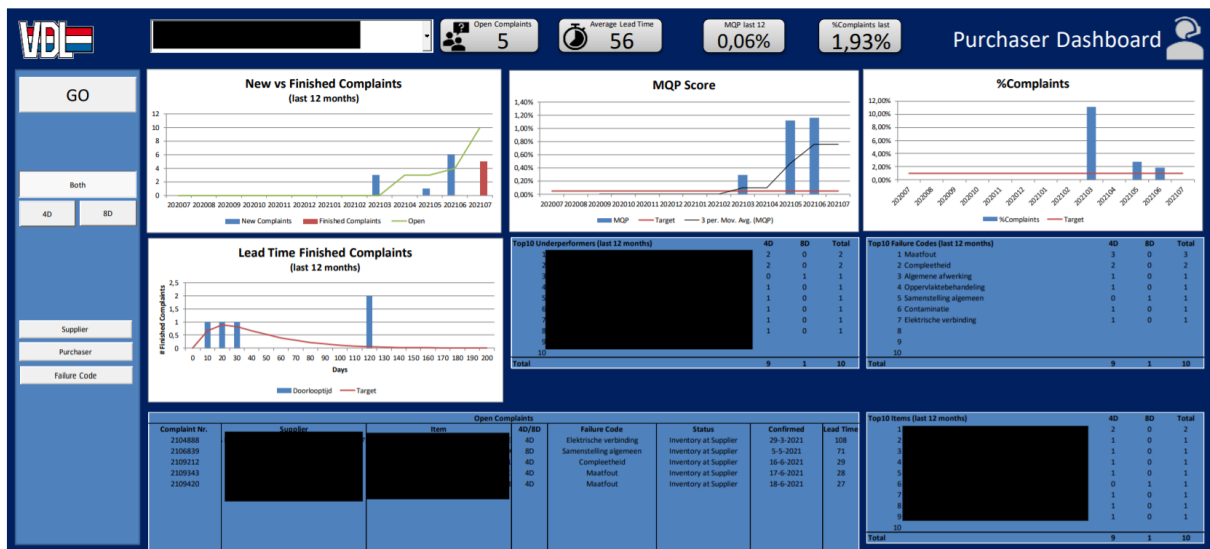 VDL
Open Complaints
5
Average Lead Time
56
MQP last 12
0,06%
%Complaints last
1,93%
Purchaser Dashboard
GO
Both
4D 8D
Supplier
Purchaser
Failure Code
New vs Finished Complaints
(last 12 months)
12
10
8
6
4
2
0
202007 202008 202009 202010 202011 202012 202101 202102 202103 202104 202105 202106 202107
New Complaints Finished Complaints Open
MQP Score
1,40%
1,20%
1,00%
0,80%
0,60%
0,40%
0,20%
0,00%
202007 202008 202009 202010 202011 202012 202101 202102 202103 202104 202105 202106 202107
MQP Target 3 per. Mov. Avg. (MQP)
%Complaints
12,00%
10,00%
8,00%
6,00%
4,00%
2,00%
0,00%
202007 202008 202009 202010 202011 202012 202101 202102 202103 202104 202105 202106 202107
%Complaints Target
Lead Time Finished Complaints
(last 12 months)
# Finished Complaints
2,5
2
1,5
1
0,5
0
0 10 20 30 40 50 60 70 80 90 100 110 120 130 140 150 160 170 180 190 200
Days
Doorlooptijd Target
Top10 Underperformers (last 12 months) 4D 8D Total
1 2 0 2
2 2 0 2
3 0 1 1
4 1 0 1
5 1 0 1
6 1 0 1
7 1 0 1
8 1 0 1
9
10
Total 9 1 10
Top10 Failure Codes (last 12 months) 4D 8D Total
1 Maatfout 3 0 3
2 Compleetheid 2 0 2
3 Algemene afwerking 1 0 1
4 Oppervlaktebehandeling 1 0 1
5 Samenstelling algemeen 0 1 1
6 Contaminatie 1 0 1
7 Elektrische verbinding 1 0 1
8
9
10
Total 9 1 10
Open Complaints
Complaint Nr. Supplier Item 4D/8D Failure Code Status Confirmed Lead Time
2104888 4D Elektrische verbinding Inventory at Supplier 29-3-2021 108
2106839 8D Samenstelling algemeen Inventory at Supplier 5-5-2021 71
2109212 4D Compleetheid Inventory at Supplier 16-6-2021 29
2109343 4D Maatfout Inventory at Supplier 17-6-2021 28
2109420 4D Maatfout Inventory at Supplier 18-6-2021 27
Top10 Items (last 12 months) 4D 8D Total
1 2 0 2
2 1 0 1
3 1 0 1
4 1 0 1
5 1 0 1
6 0 1 1
7 1 0 1
8 1 0 1
9 1 0 1
10
Total 9 1 10